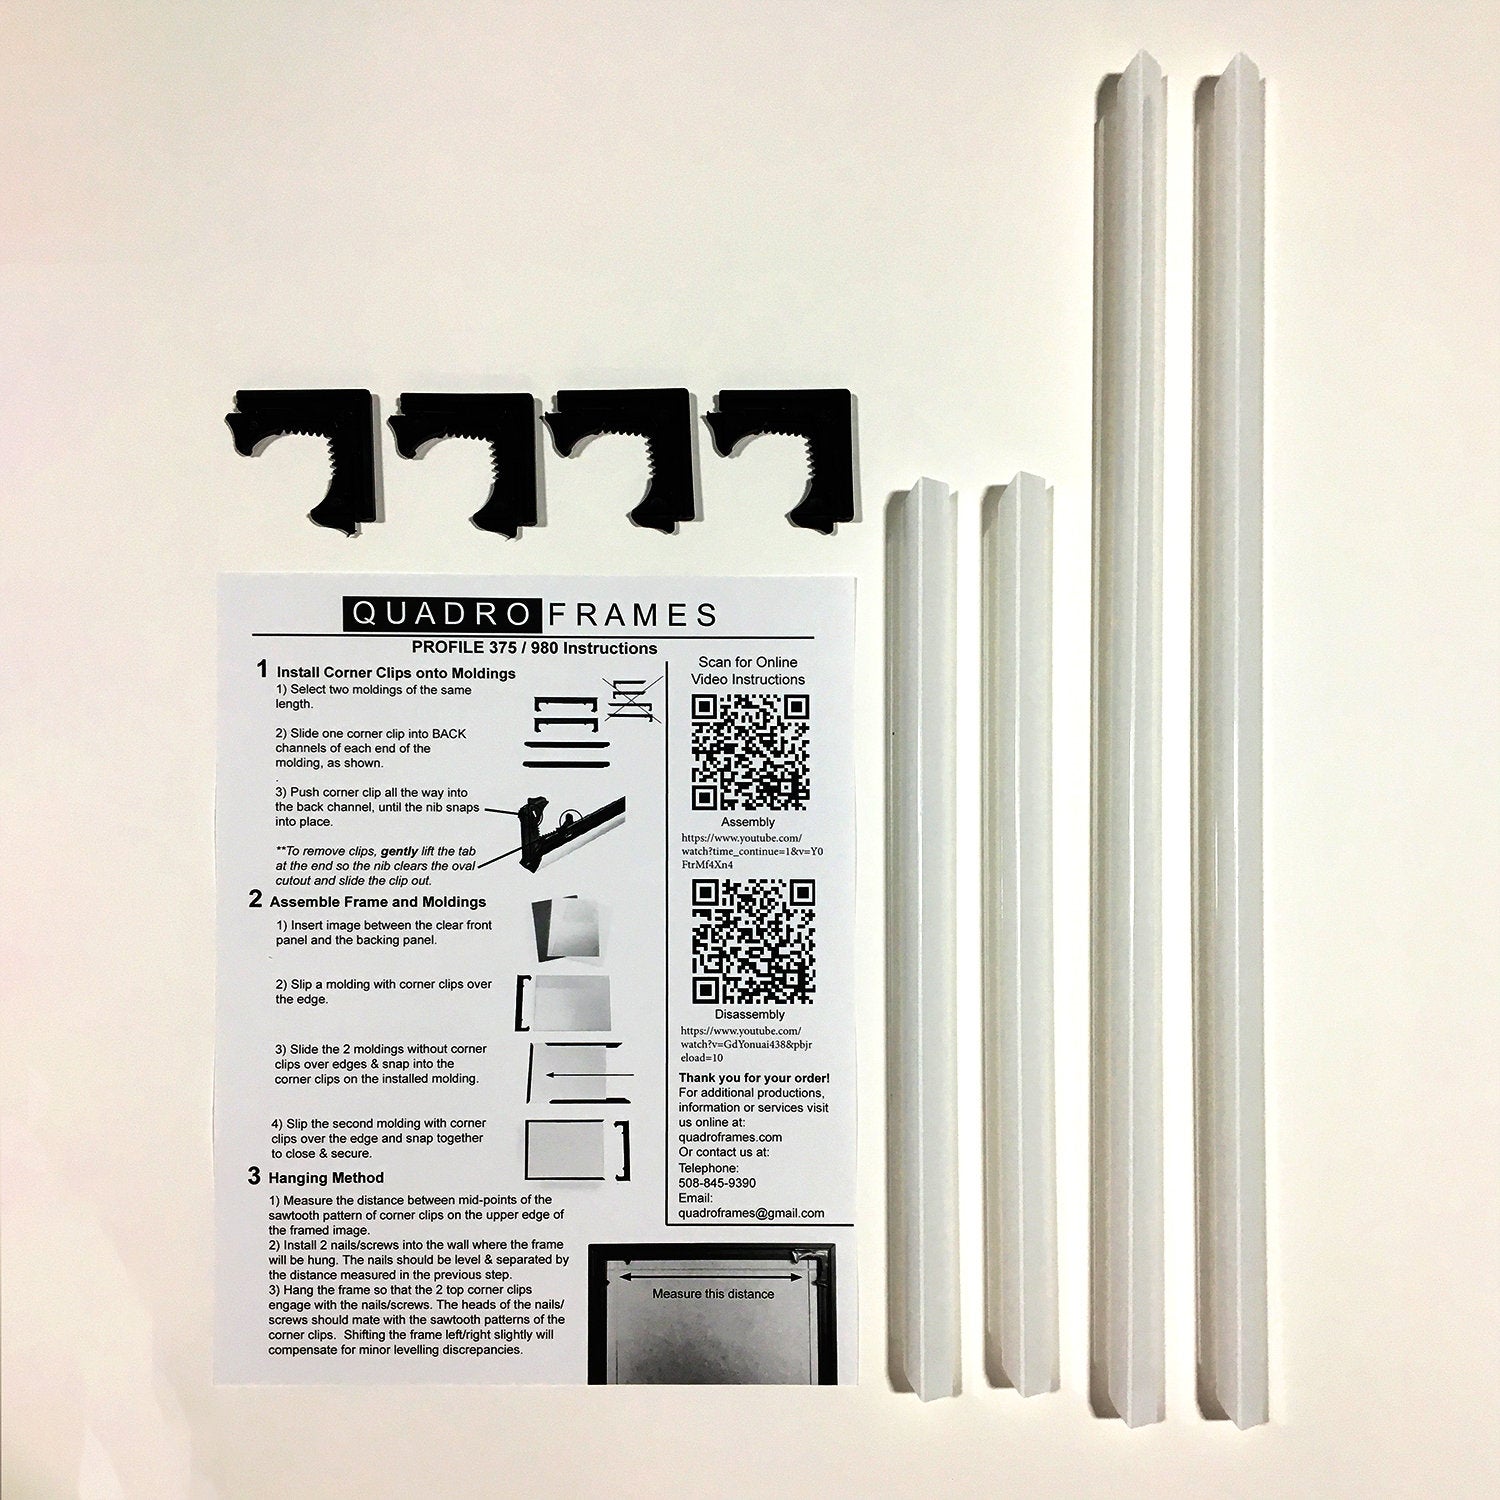 QUADRO FRAMES
PROFILE 375 / 980 Instructions
1 Install Corner Clips onto Moldings
1) Select two moldings of the same
length.
2) Slide one corner clip into BACK
channels of each end of the
molding, as shown.
.
3) Push corner clip all the way into
the back channel, until the nib snaps
into place.
**To remove clips, gently lift the tab
at the end so the nib clears the oval
cutout and slide the clip out.
2 Assemble Frame and Moldings
1) Insert image between the clear front
panel and the backing panel.
2) Slip a molding with corner clips over
the edge.
3) Slide the 2 moldings without corner
clips over edges & snap into the
corner clips on the installed molding.
4) Slip the second molding with corner
clips over the edge and snap together
to close & secure.
3 Hanging Method
1) Measure the distance between mid-points of the
sawtooth pattern of corner clips on the upper edge of
the framed image.
2) Install 2 nails/screws into the wall where the frame
will be hung. The nails should be level & separated by
the distance measured in the previous step.
3) Hang the frame so that the 2 top corner clips
engage with the nails/screws. The heads of the nails/
screws should mate with the sawtooth patterns of the
corner clips. Shifting the frame left/right slightly will
compensate for minor levelling discrepancies.
Scan for Online
Video Instructions
Assembly
https://www.youtube.com/
watch?time_continue=1&v=Y0
FtrMf4Xn4
Disassembly
https://www.youtube.com/
watch?v=GdYonuai438&pbjr
eload=10
Thank you for your order!
For additional productions,
information or services visit
us online at:
quadroframes.com
Or contact us at:
Telephone:
508-845-9390
Email:
quadroframes@gmail.com
Measure this distance